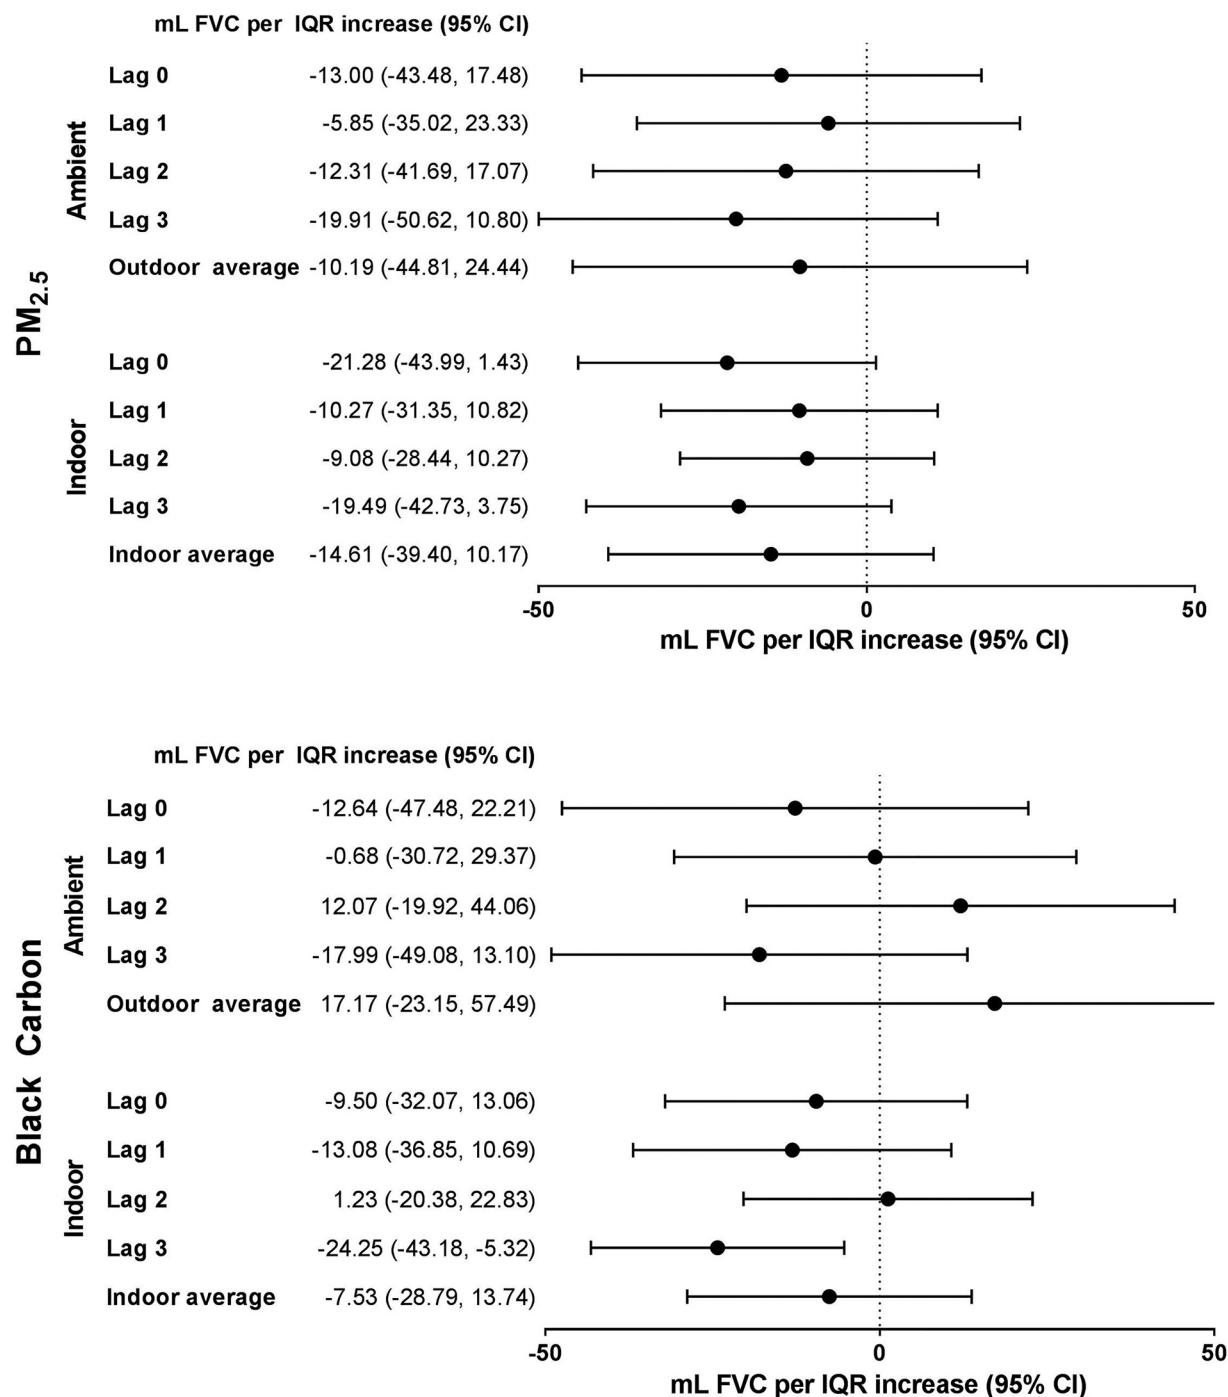 mL FVC per IQR increase (95% CI)
PM2.5
Ambient
Lag 0 -13.00 (-43.48, 17.48)
Lag 1 -5.85 (-35.02, 23.33)
Lag 2 -12.31 (-41.69, 17.07)
Lag 3 -19.91 (-50.62, 10.80)
Outdoor average -10.19 (-44.81, 24.44)
Indoor
Lag 0 -21.28 (-43.99, 1.43)
Lag 1 -10.27 (-31.35, 10.82)
Lag 2 -9.08 (-28.44, 10.27)
Lag 3 -19.49 (-42.73, 3.75)
Indoor average -14.61 (-39.40, 10.17)
-50 0 50
mL FVC per IQR increase (95% CI)
mL FVC per IQR increase (95% CI)
Black Carbon
Ambient
Lag 0 -12.64 (-47.48, 22.21)
Lag 1 -0.68 (-30.72, 29.37)
Lag 2 12.07 (-19.92, 44.06)
Lag 3 -17.99 (-49.08, 13.10)
Outdoor average 17.17 (-23.15, 57.49)
Indoor
Lag 0 -9.50 (-32.07, 13.06)
Lag 1 -13.08 (-36.85, 10.69)
Lag 2 1.23 (-20.38, 22.83)
Lag 3 -24.25 (-43.18, -5.32)
Indoor average -7.53 (-28.79, 13.74)
-50 0 50
mL FVC per IQR increase (95% CI)